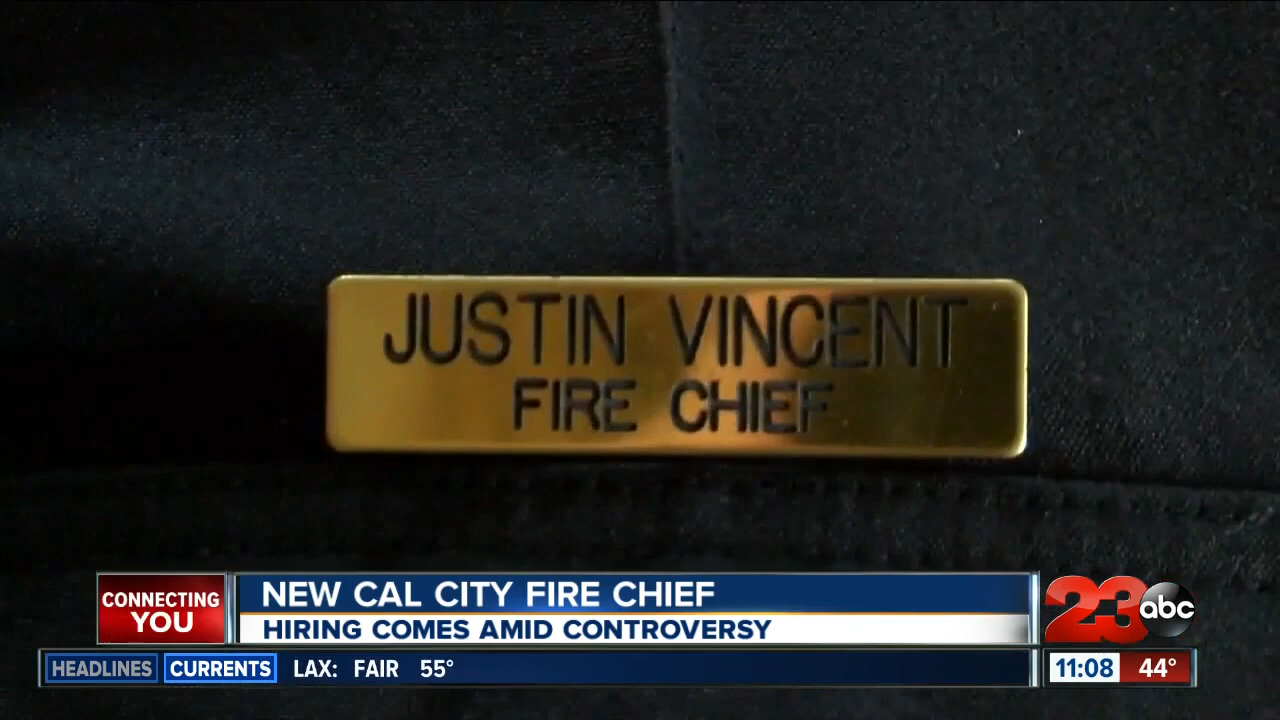 JUSTIN VINCENT
FIRE CHIEF
CONNECTING
YOU
NEW CAL CITY FIRE CHIEF
HIRING COMES AMID CONTROVERSY
23 abc
HEADLINES CURRENTS LAX: FAIR 55°
11:08 44°